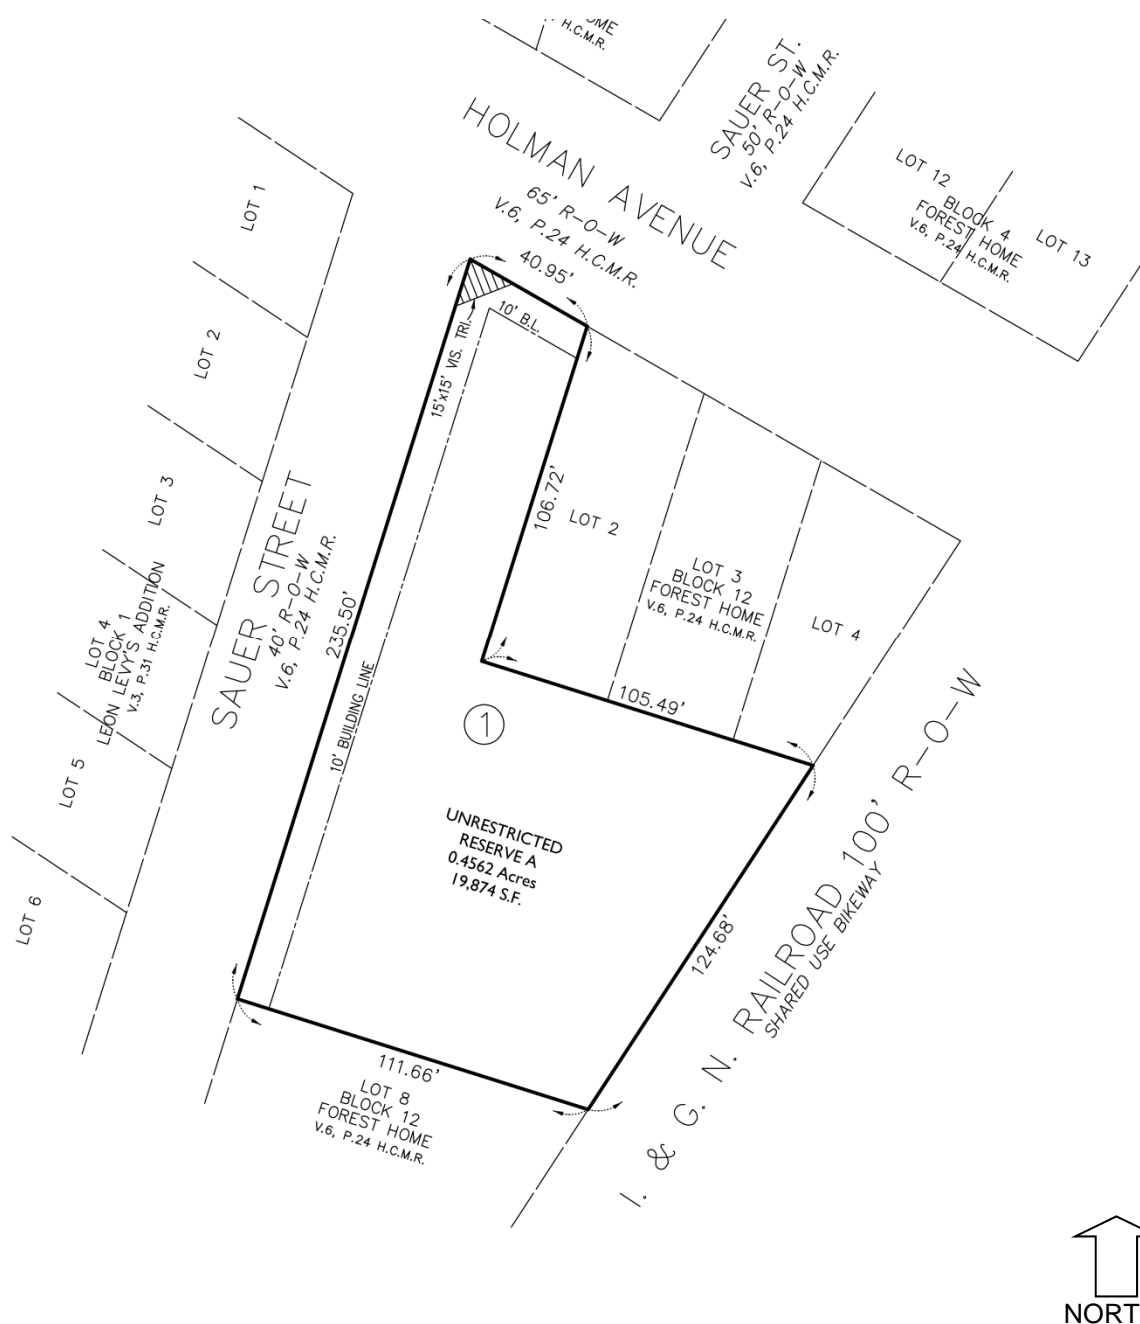 H.C.M.R.
SAUER ST.
50' R-O-W
V.6, P.24 H.C.M.R.
HOLMAN AVENUE
65' R-O-W
V.6, P.24 H.C.M.R.
LOT 12
BLOCK 4
FOREST HOME
V.6, P.24 H.C.M.R.
LOT 13
LOT 1
LOT 2
LOT 3
LOT 4
BLOCK 1
LEON LEVY'S ADDITION
V.3, P.31 H.C.M.R.
LOT 5
LOT 6
SAUER STREET
40' R-O-W
V.6, P.24 H.C.M.R.
40.95'
10' B.L.
15'x15' VIS. TRI.
235.50'
10' BUILDING LINE
106.72'
LOT 2
LOT 3
BLOCK 12
FOREST HOME
V.6, P.24 H.C.M.R.
LOT 4
105.49'
1
UNRESTRICTED
RESERVE A
0.4562 Acres
19,874 S.F.
124.68'
I. & G. N. RAILROAD 100' R-O-W
SHARED USE BIKEWAY
111.66'
LOT 8
BLOCK 12
FOREST HOME
V.6, P.24 H.C.M.R.
NORT